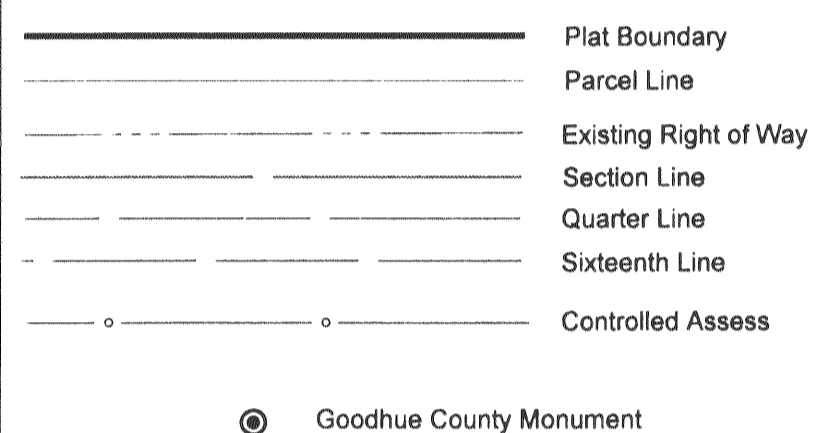 Plat Boundary
Parcel Line
Existing Right of Way
Section Line
Quarter Line
Sixteenth Line
Controlled Assess
Goodhue County Monument